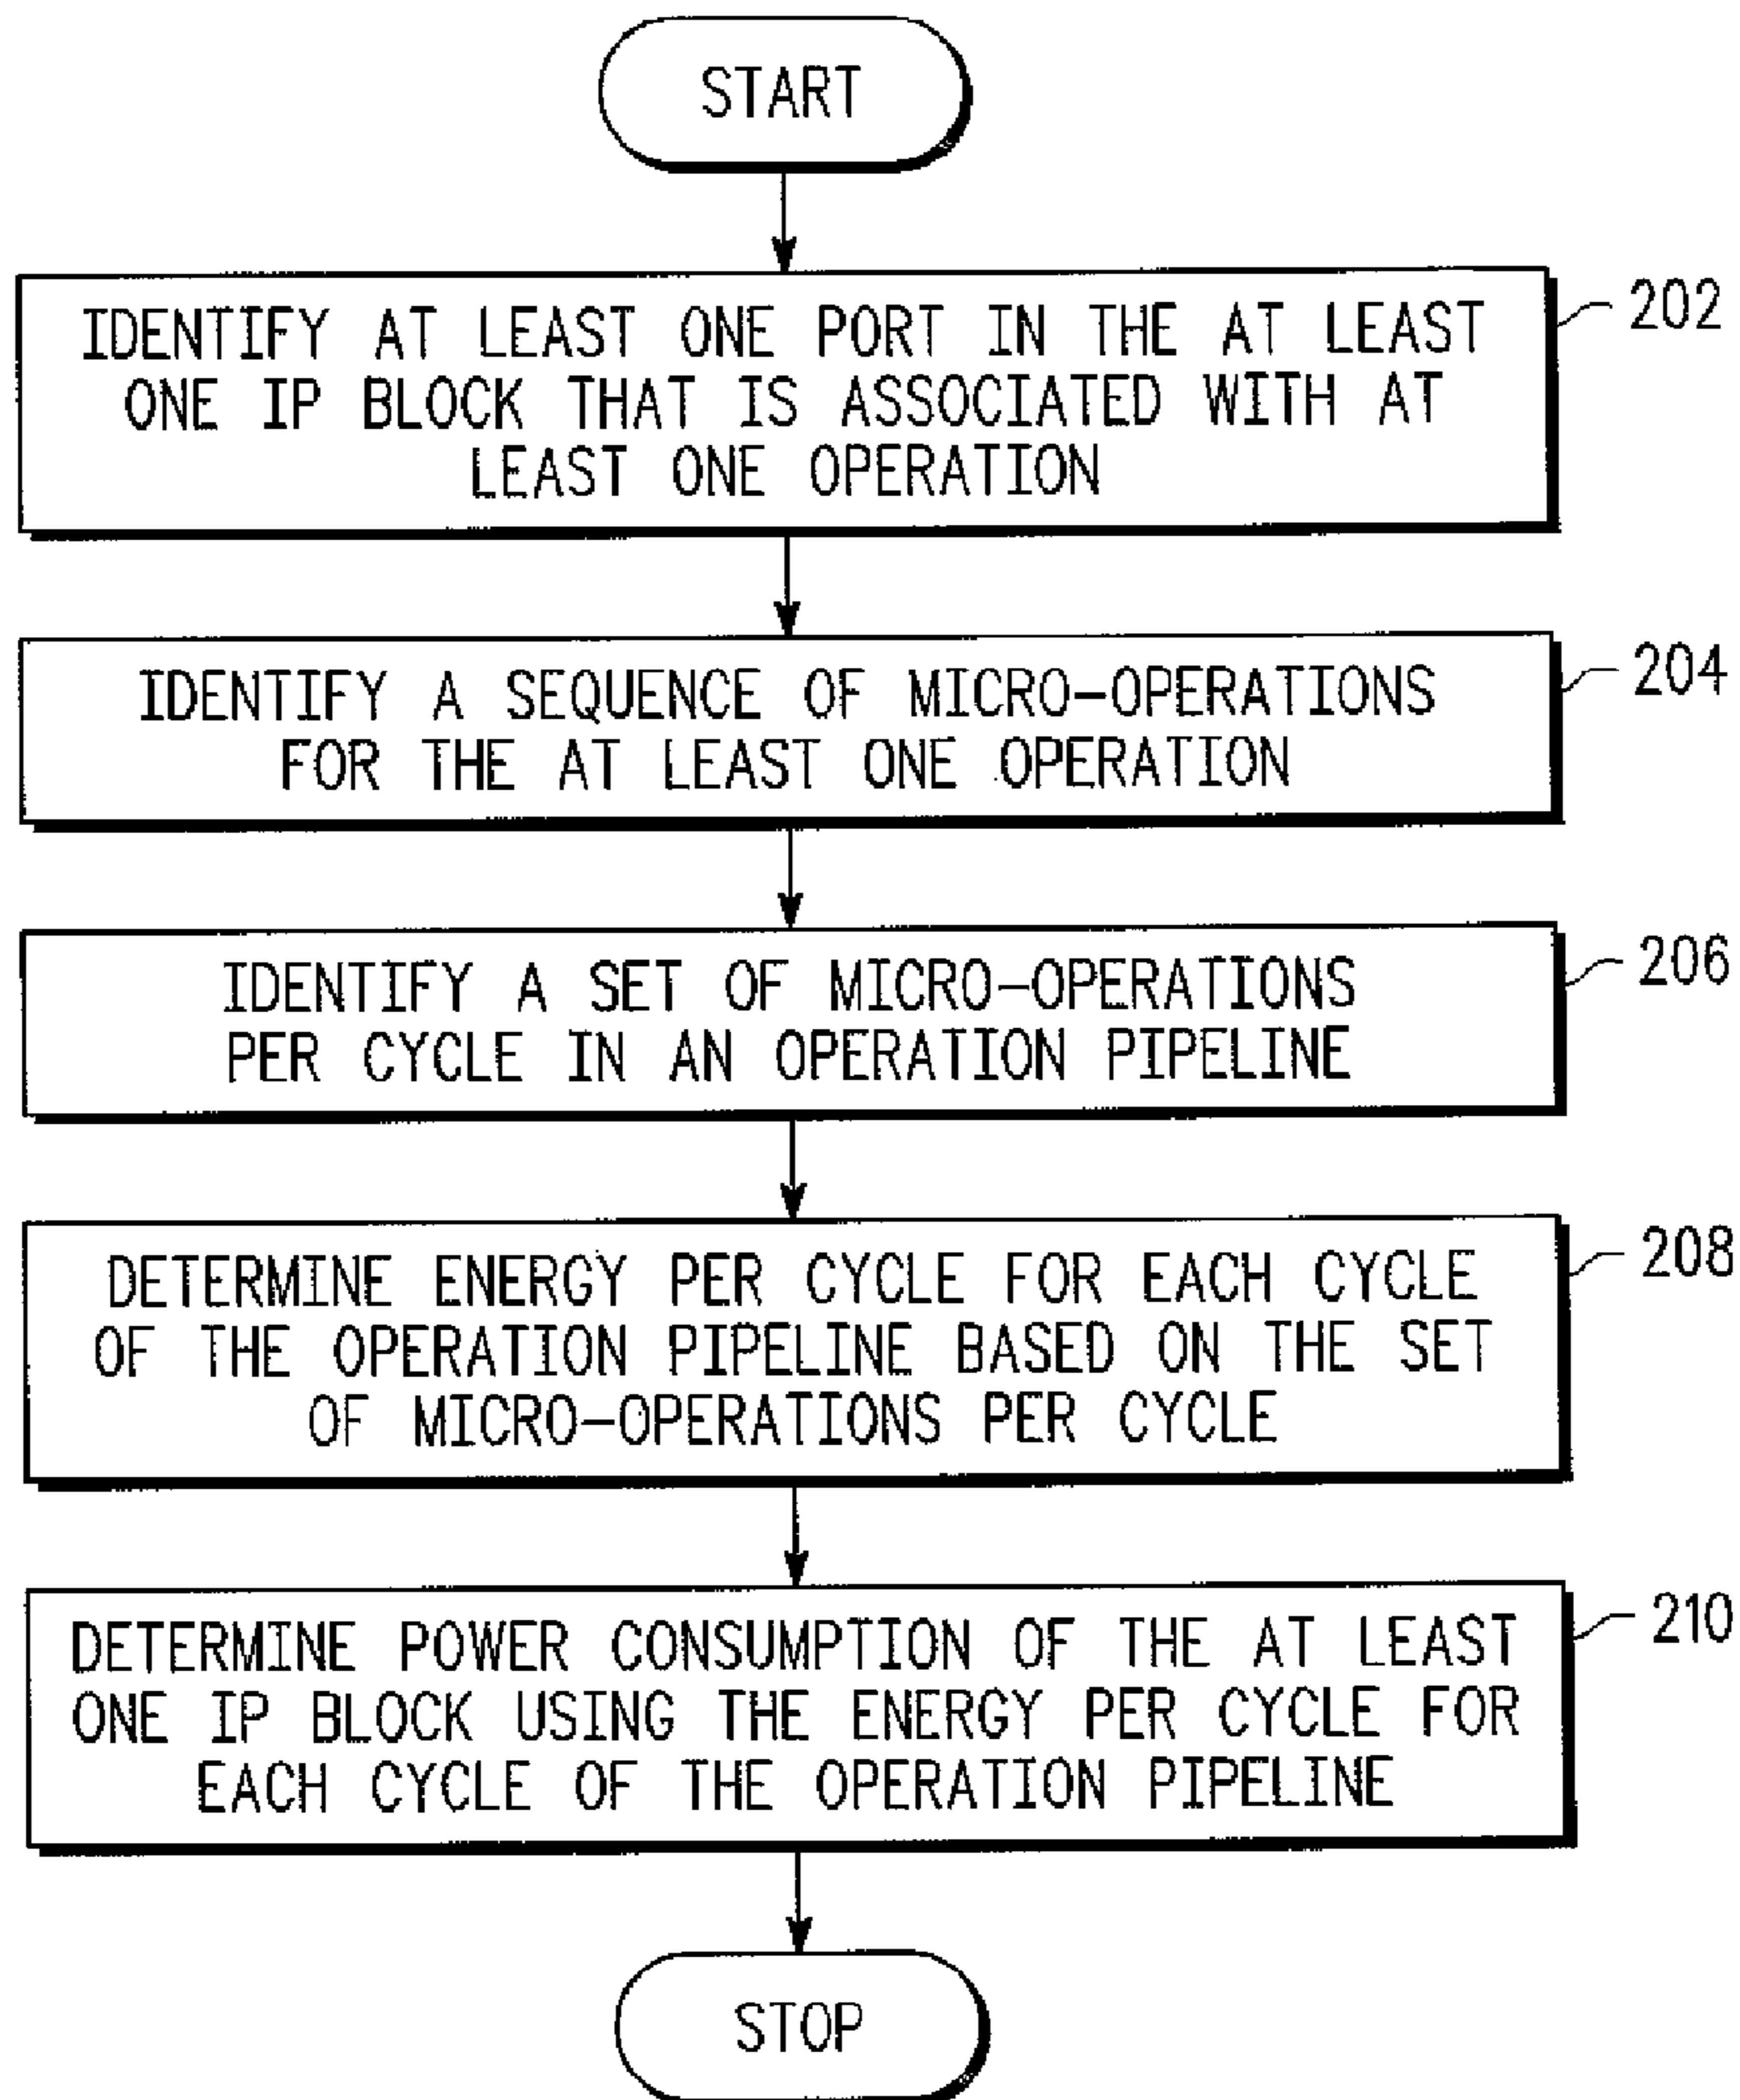 START
IDENTIFY AT LEAST ONE PORT IN THE AT LEAST
ONE IP BLOCK THAT IS ASSOCIATED WITH AT
LEAST ONE OPERATION
202
IDENTIFY A SEQUENCE OF MICRO-OPERATIONS
FOR THE AT LEAST ONE OPERATION
204
IDENTIFY A SET OF MICRO-OPERATIONS
PER CYCLE IN AN OPERATION PIPELINE
206
DETERMINE ENERGY PER CYCLE FOR EACH CYCLE
OF THE OPERATION PIPELINE BASED ON THE SET
OF MICRO-OPERATIONS PER CYCLE
208
DETERMINE POWER CONSUMPTION OF THE AT LEAST
ONE IP BLOCK USING THE ENERGY PER CYCLE FOR
EACH CYCLE OF THE OPERATION PIPELINE
210
STOP